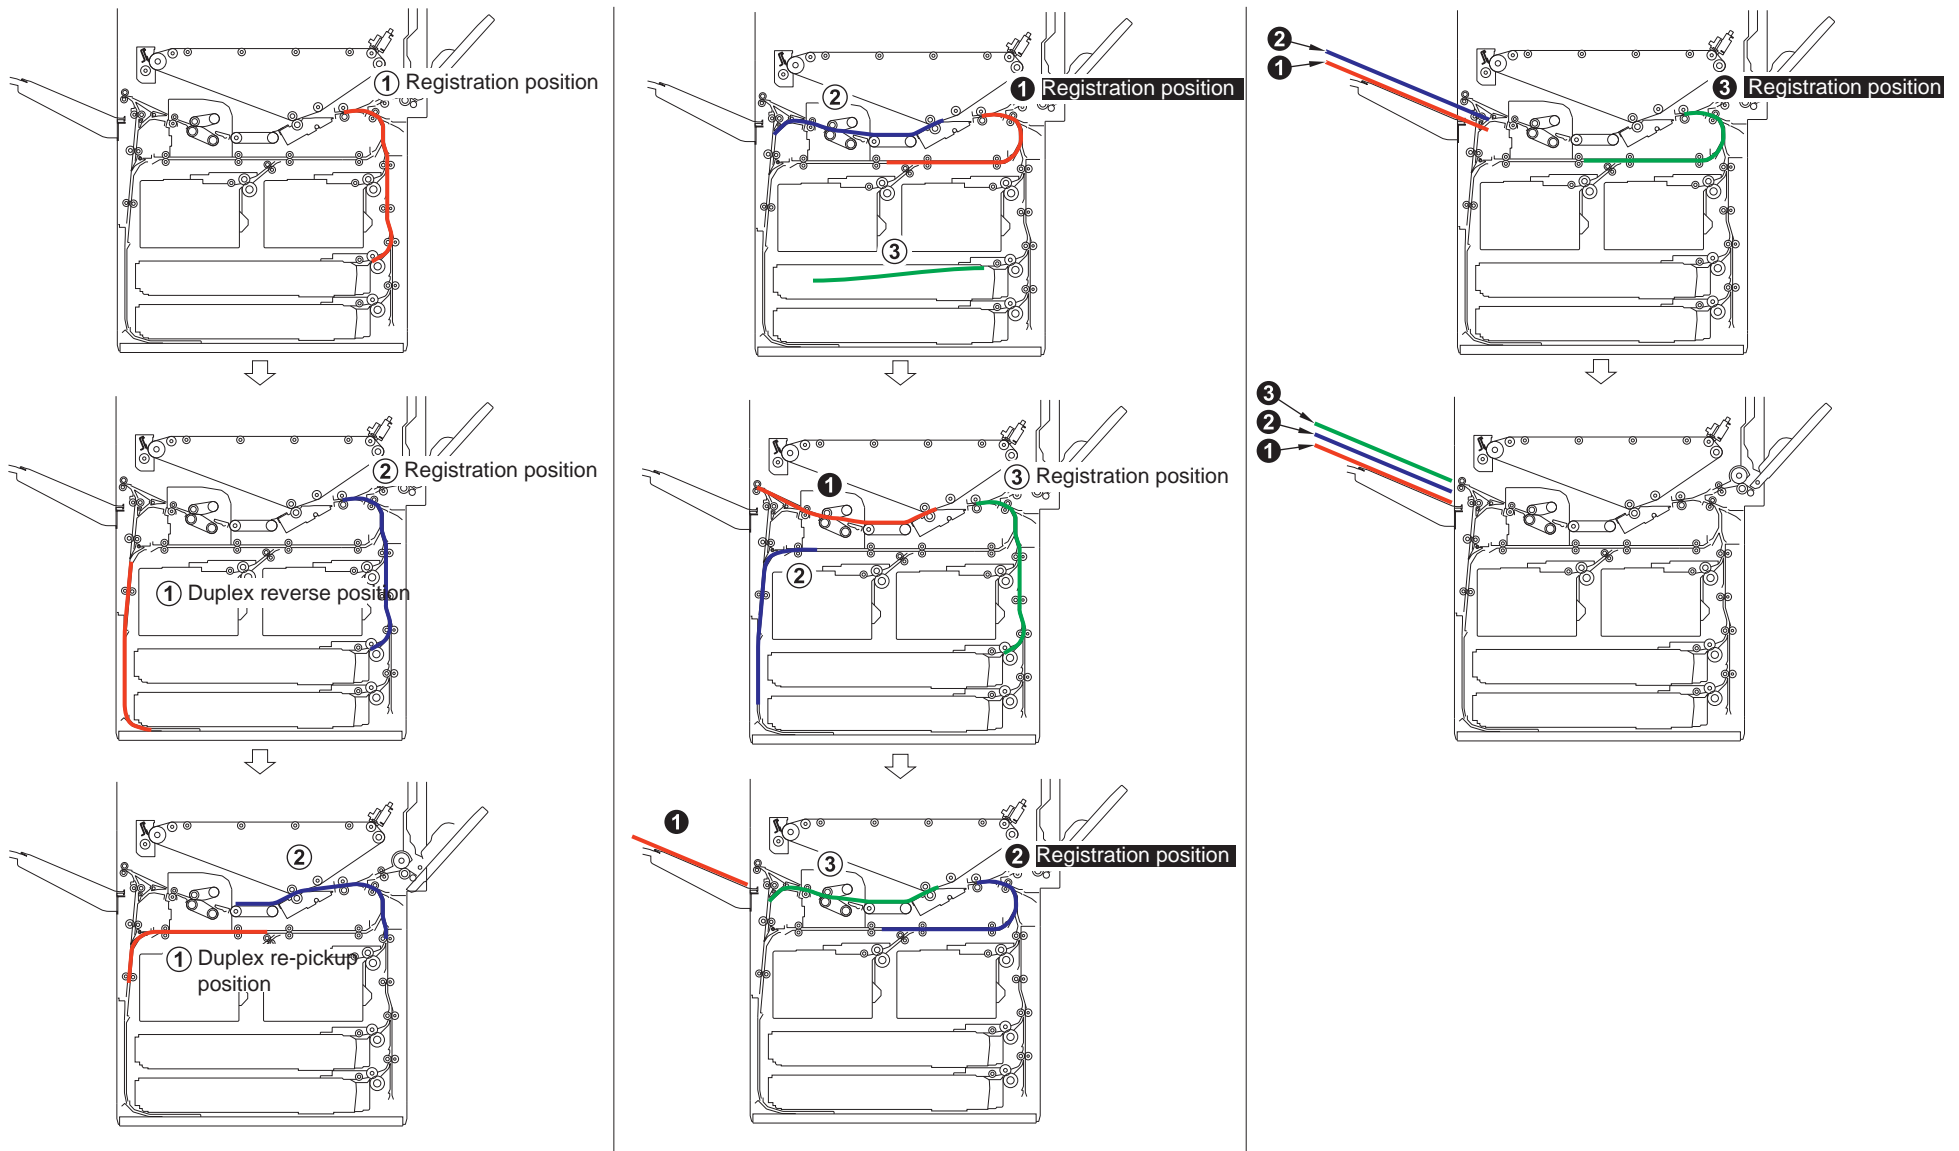 ① Registration position
② Registration position
① Duplex reverse position
②
① Duplex re-pickup
position
❶ Registration position
②
③
❶
③ Registration position
②
❶
③
❷ Registration position
❷
❶
❸ Registration position
❸
❷
❶